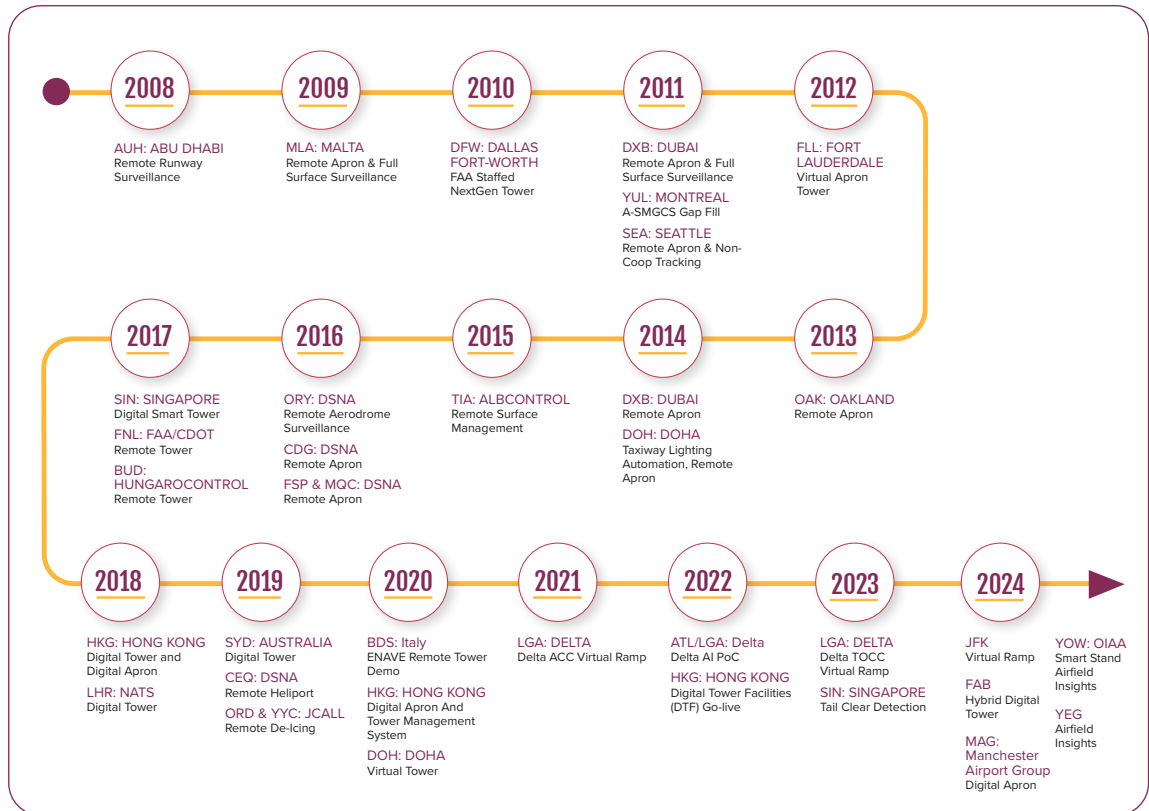 2008
AUH: ABU DHABI
Remote Runway
Surveillance
2009
MLA: MALTA
Remote Apron & Full
Surface Surveillance
2010
DFW: DALLAS
FORT-WORTH
FAA Staffed
NextGen Tower
2011
DXB: DUBAI
Remote Apron & Full
Surface Surveillance
YUL: MONTREAL
A-SMGCS Gap Fill
SEA: SEATTLE
Remote Apron & Non-
Coop Tracking
2012
FLL: FORT
LAUDERDALE
Virtual Apron
Tower
2013
OAK: OAKLAND
Remote Apron
2014
DXB: DUBAI
Remote Apron
DOH: DOHA
Taxiway Lighting
Automation, Remote
Apron
2015
TIA: ALBCONTROL
Remote Surface
Management
2016
ORY: DSNA
Remote Aerodrome
Surveillance
CDG: DSNA
Remote Apron
FSP & MQC: DSNA
Remote Apron
2017
SIN: SINGAPORE
Digital Smart Tower
FNL: FAA/CDOT
Remote Tower
BUD:
HUNGAROCONTROL
Remote Tower
2018
HKG: HONG KONG
Digital Tower and
Digital Apron
LHR: NATS
Digital Tower
2019
SYD: AUSTRALIA
Digital Tower
CEQ: DSNA
Remote Heliport
ORD & YYC: JCALL
Remote De-Icing
2020
BDS: Italy
ENAVE Remote Tower
Demo
HKG: HONG KONG
Digital Apron And
Tower Management
System
DOH: DOHA
Virtual Tower
2021
LGA: DELTA
Delta ACC Virtual Ramp
2022
ATL/LGA: Delta
Delta AI PoC
HKG: HONG KONG
Digital Tower Facilities
(DTF) Go-live
2023
LGA: DELTA
Delta TOCC
Virtual Ramp
SIN: SINGAPORE
Tail Clear Detection
2024
JFK
Virtual Ramp
FAB
Hybrid Digital
Tower
MAG:
Manchester
Airport Group
Digital Apron
YOW: OIAA
Smart Stand
Airfield
Insights
YEG
Airfield
Insights